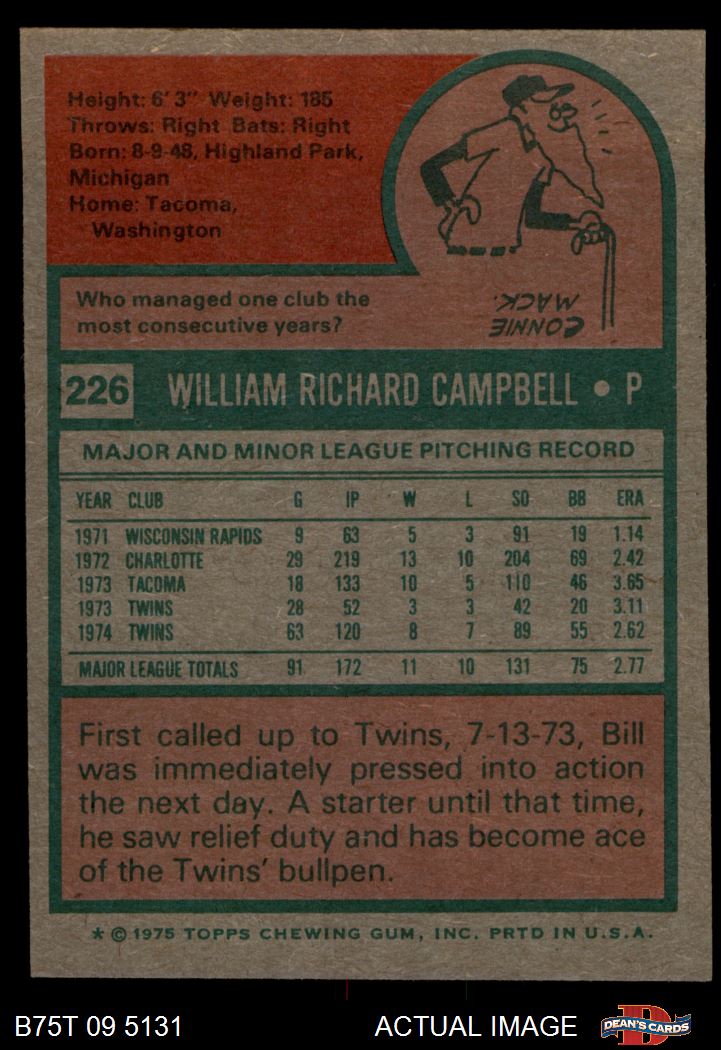 Height: 6' 3" Weight: 185
Throws: Right Bats: Right
Born: 8-9-48, Highland Park,
Michigan
Home: Tacoma,
Washington
Who managed one club the
most consecutive years?
CONNIE
MACK.
226 WILLIAM RICHARD CAMPBELL • P
MAJOR AND MINOR LEAGUE PITCHING RECORD
YEAR CLUB G IP W L SO BB ERA
1971 WISCONSIN RAPIDS 9 63 5 3 91 19 1.14
1972 CHARLOTTE 29 219 13 10 204 69 2.42
1973 TACOMA 18 133 10 5 110 46 3.65
1973 TWINS 28 52 3 3 42 20 3.11
1974 TWINS 63 120 8 7 89 55 2.62
MAJOR LEAGUE TOTALS 91 172 11 10 131 75 2.77
First called up to Twins, 7-13-73, Bill
was immediately pressed into action
the next day. A starter until that time,
he saw relief duty and has become ace
of the Twins' bullpen.
* © 1975 TOPPS CHEWING GUM, INC. PRTD IN U.S.A.
B75T 09 5131 ACTUAL IMAGE DEAN'S CARDS